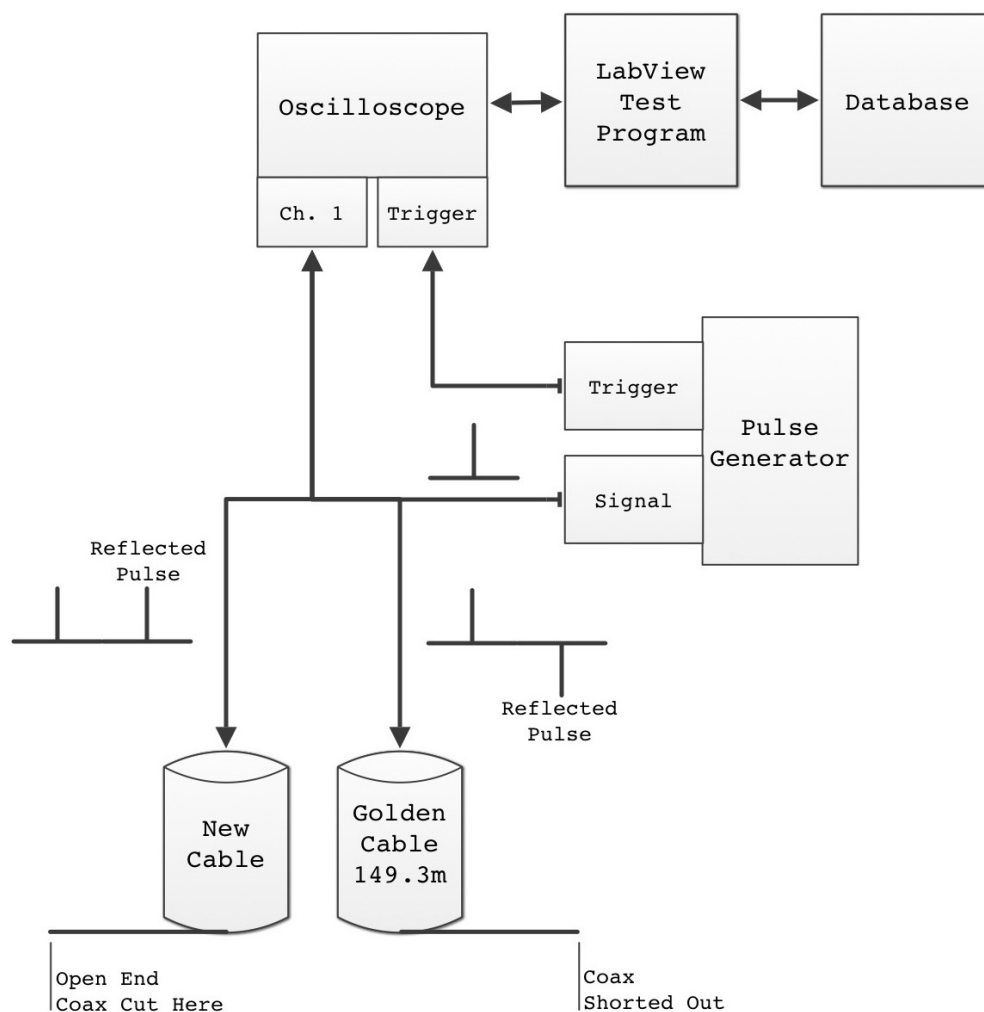 Oscilloscope
LabView
Test
Program
Database
Ch. 1
Trigger
Trigger
Pulse
Generator
Signal
Reflected
Pulse
Reflected
Pulse
New
Cable
Golden
Cable
149.3m
Open End
Coax Cut Here
Coax
Shorted Out